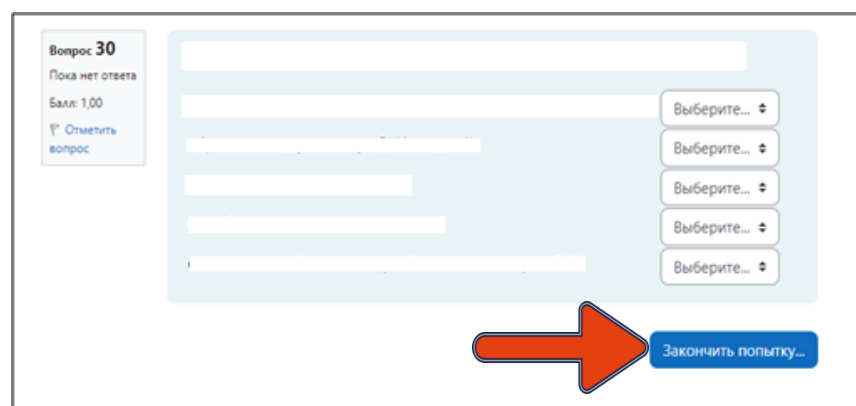 Вопрос 30
Пока нет ответа
Балл: 1,00
Отметить
вопрос
Выберите...
Выберите...
Выберите...
Выберите...
Выберите...
Закончить попытку...